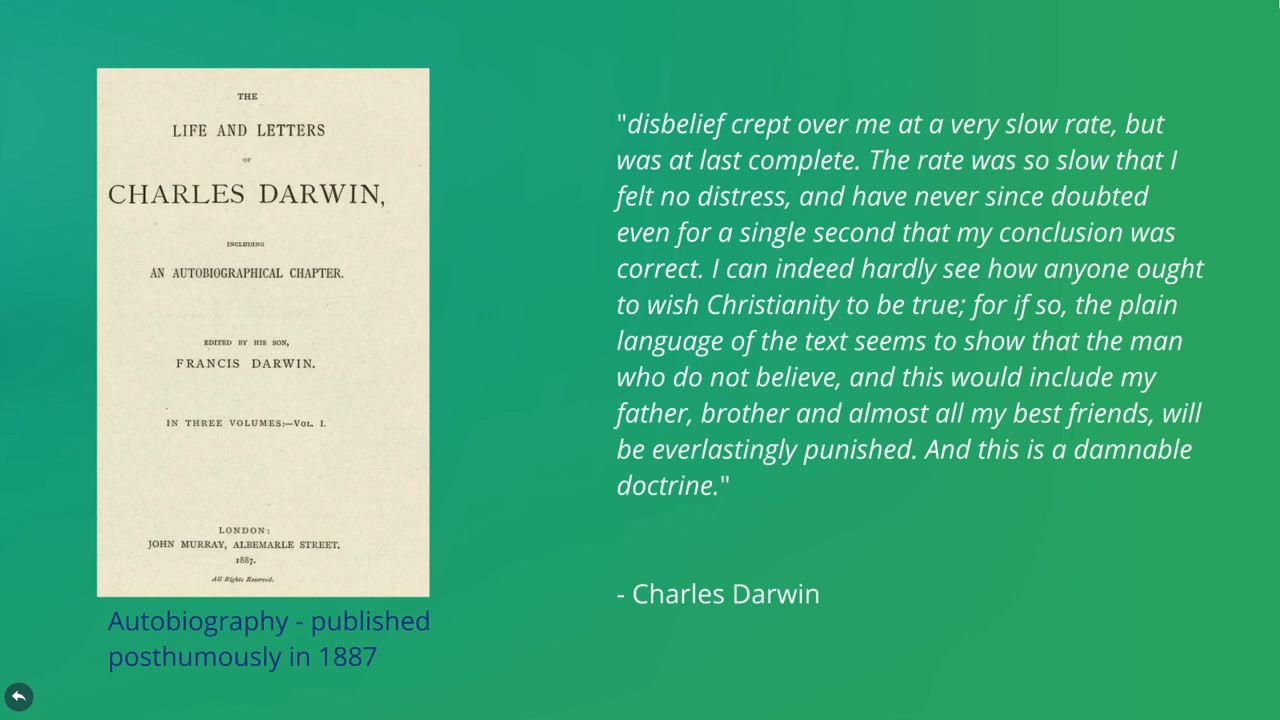 THE
LIFE AND LETTERS
OF
CHARLES DARWIN,
INCLUDING
AN AUTOBIOGRAPHICAL CHAPTER.
EDITED BY HIS SON,
FRANCIS DARWIN.
IN THREE VOLUMES:—VOL. I.
LONDON:
JOHN MURRAY, ALBEMARLE STREET.
1887.
All Rights Reserved.
Autobiography - published
posthumously in 1887
"disbelief crept over me at a very slow rate, but
was at last complete. The rate was so slow that I
felt no distress, and have never since doubted
even for a single second that my conclusion was
correct. I can indeed hardly see how anyone ought
to wish Christianity to be true; for if so, the plain
language of the text seems to show that the man
who do not believe, and this would include my
father, brother and almost all my best friends, will
be everlastingly punished. And this is a damnable
doctrine."
- Charles Darwin